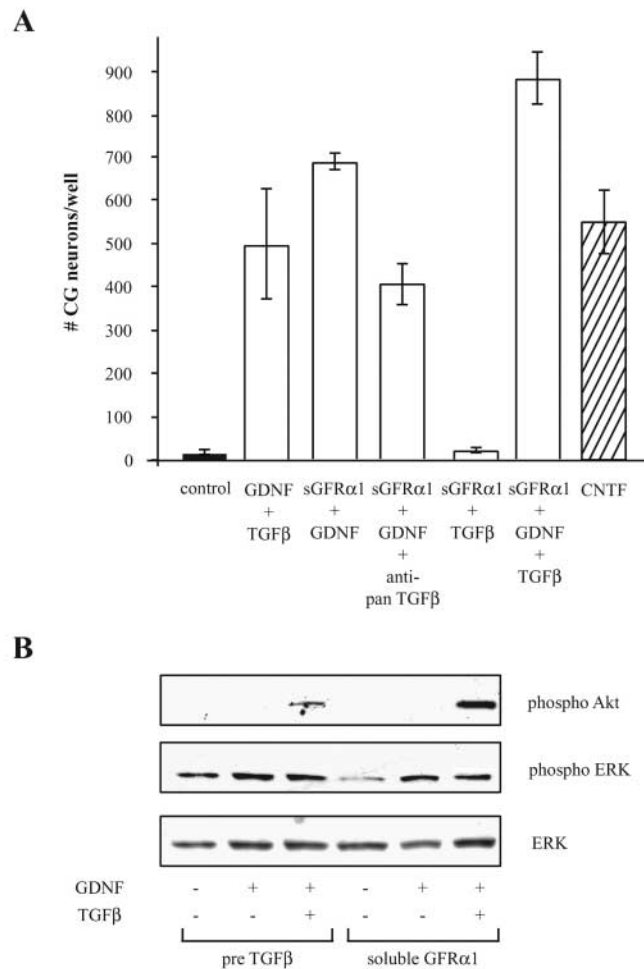 A
# CG neurons/well
900
800
700
600
500
400
300
200
100
0
control
GDNF
+
TGFβ
sGFRα1
+
GDNF
sGFRα1
+
GDNF
+
anti-
pan TGFβ
sGFRα1
+
TGFβ
sGFRα1
+
GDNF
+
TGFβ
CNTF
B
phospho Akt
phospho ERK
ERK
GDNF - + + - + +
TGFβ - - + - - +
pre TGFβ soluble GFRα1